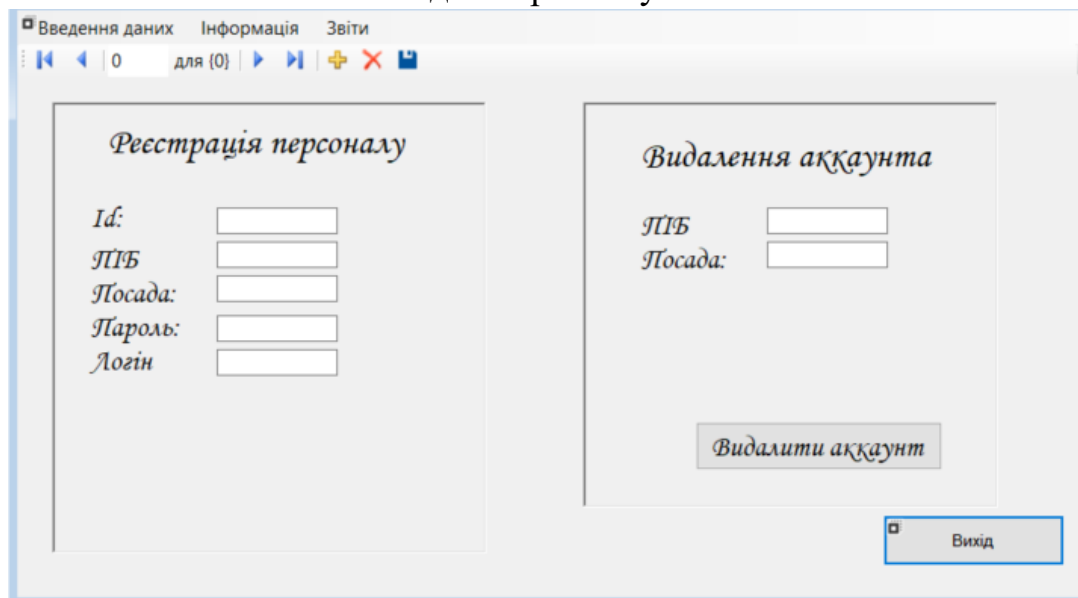 Введення даних Інформація Звіти
0 для {0}
Реєстрація персоналу
Id:
ПІБ
Посада:
Пароль:
Логін
Видалення аккаунта
ПІБ
Посада:
Видалити аккаунт
Вихід